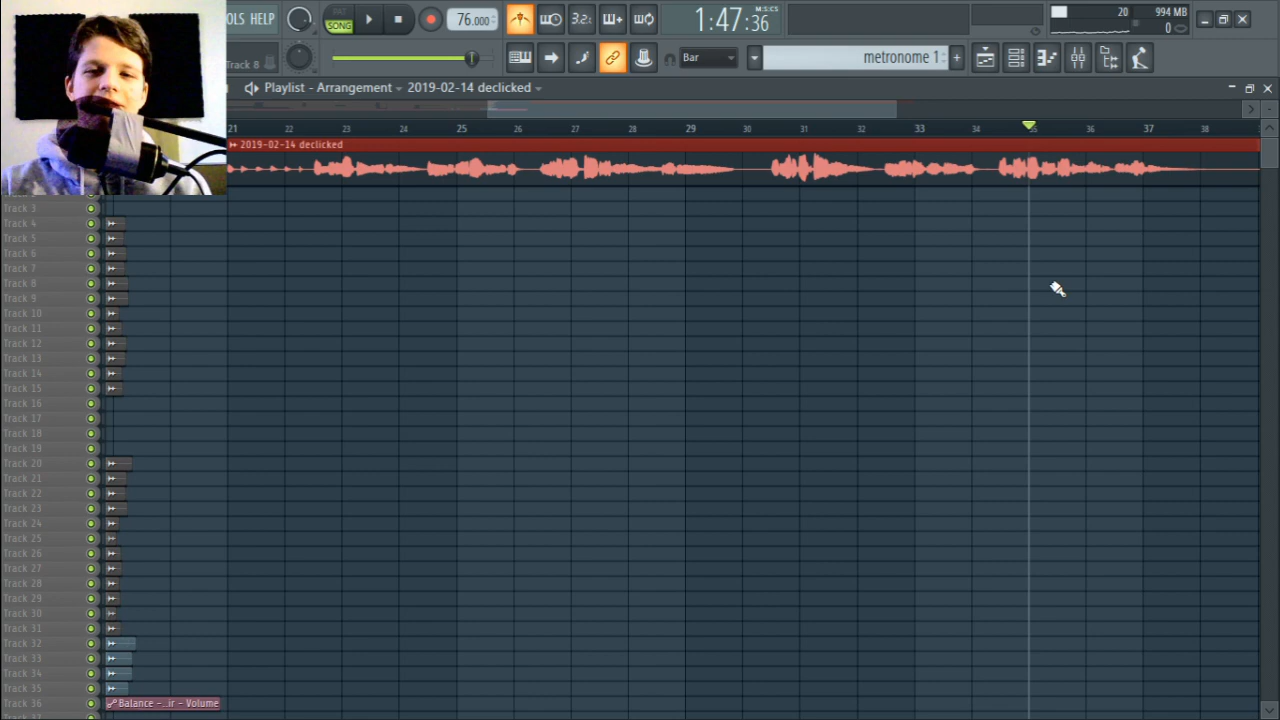 OLS HELP
PAT
SONG
76.000
3.2.
1:47:36
M:S:CS
20
994 MB
0
Track 8
Bar
metronome 1
Playlist - Arrangement
2019-02-14 declicked
21 22 23 24 25 26 27 28 29 30 31 32 33 34 35 36 37 38
2019-02-14 declicked
Track 3
Track 4
Track 5
Track 6
Track 7
Track 8
Track 9
Track 10
Track 11
Track 12
Track 13
Track 14
Track 15
Track 16
Track 17
Track 18
Track 19
Track 20
Track 21
Track 22
Track 23
Track 24
Track 25
Track 26
Track 27
Track 28
Track 29
Track 30
Track 31
Track 32
Track 33
Track 34
Track 35
Track 36
Balance -...ir - Volume